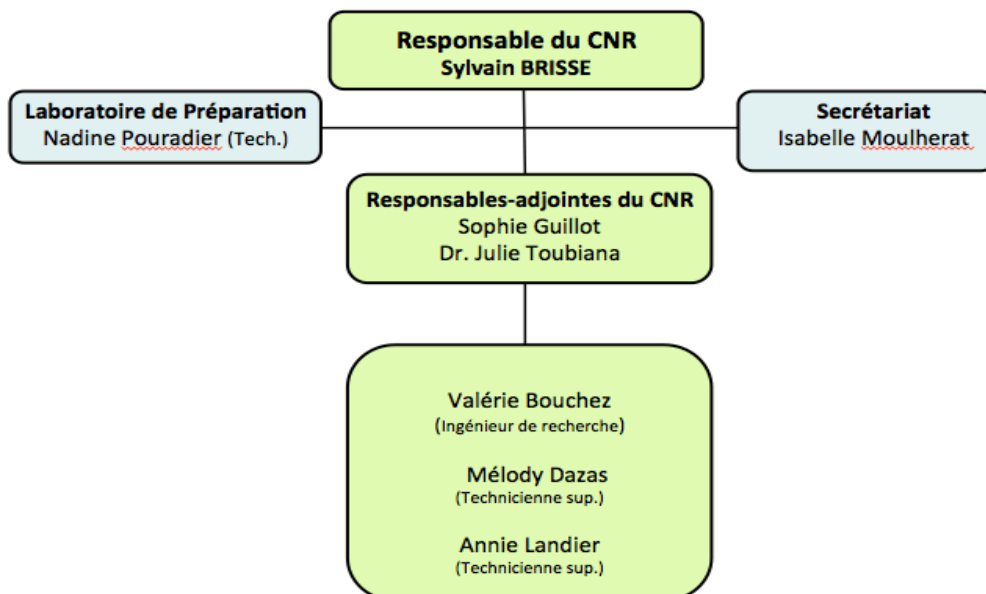 Responsable du CNR
Sylvain BRISSE
Laboratoire de Préparation
Nadine Pouradier (Tech.)
Secrétariat
Isabelle Moulherat
Responsables-adjointes du CNR
Sophie Guillot
Dr. Julie Toubiana
Valérie Bouchez
(Ingénieur de recherche)
Mélody Dazas
(Technicienne sup.)
Annie Landier
(Technicienne sup.)